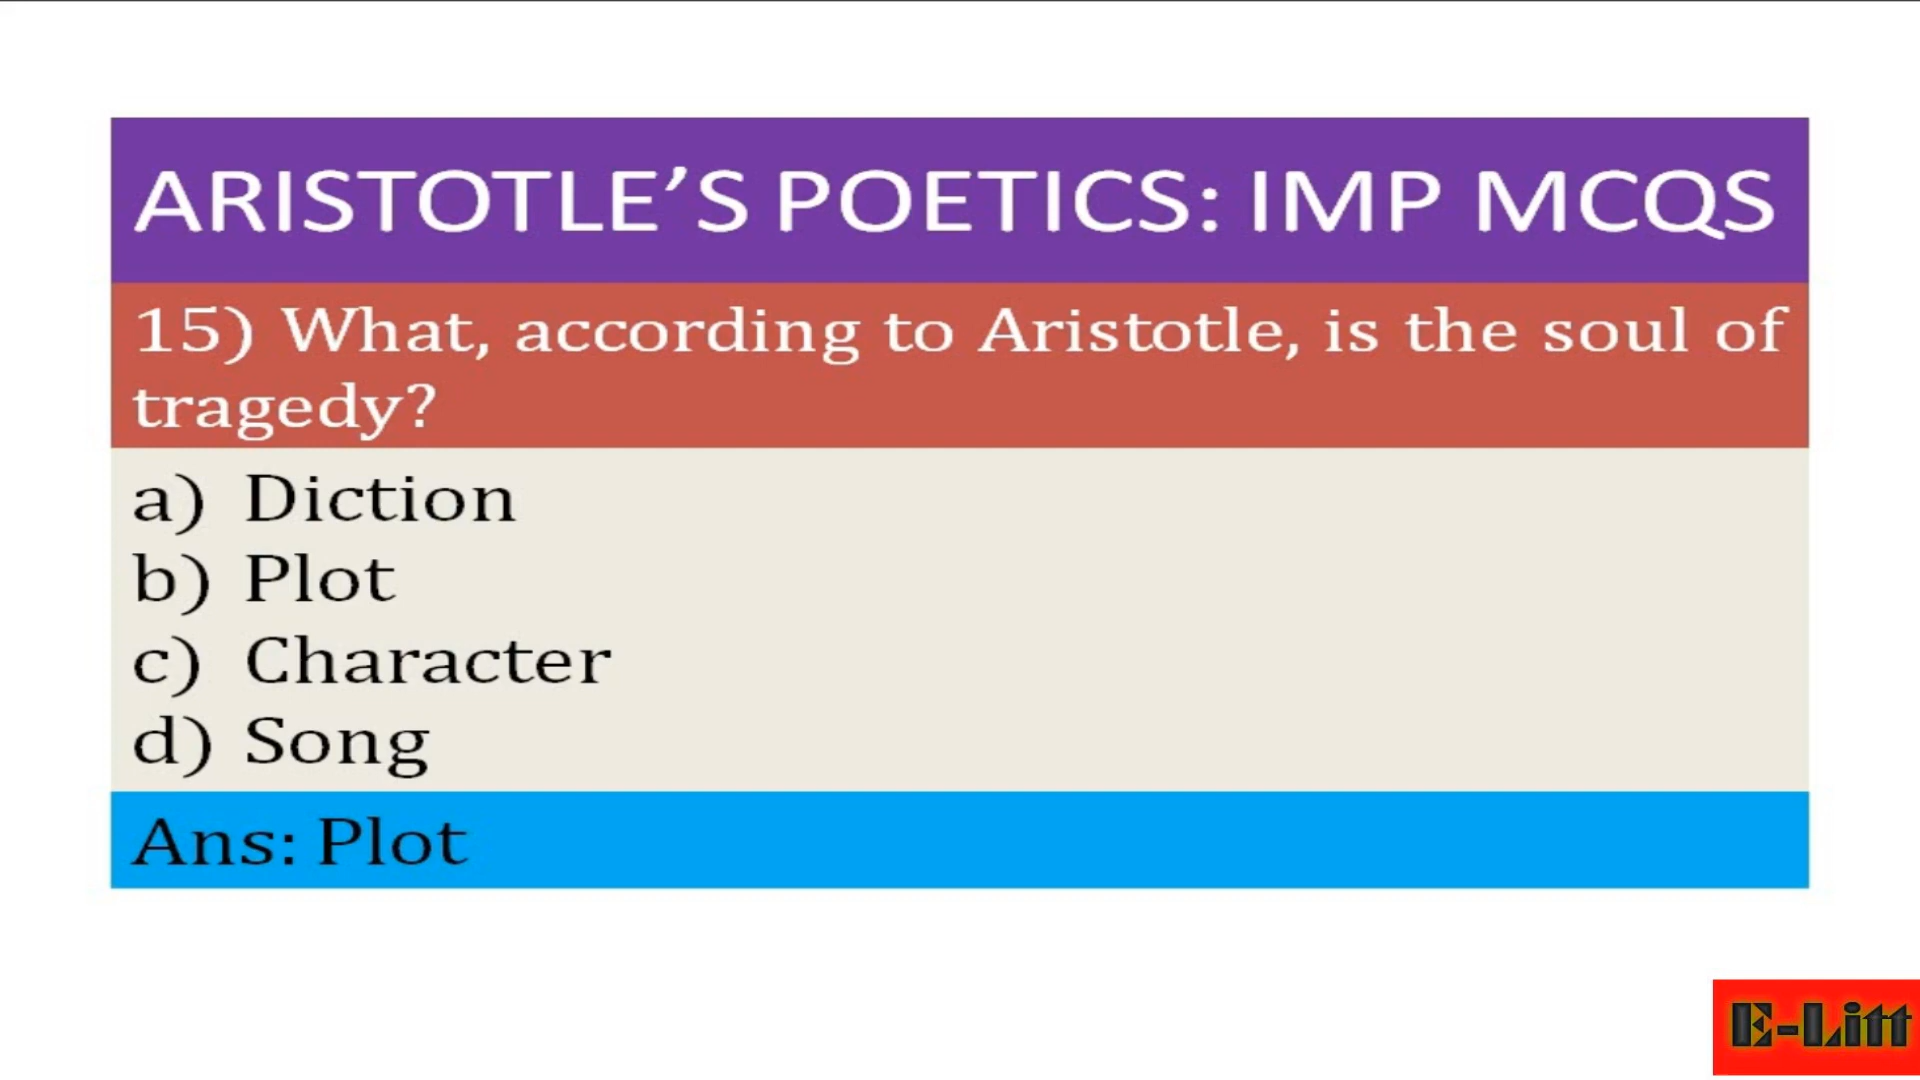 ARISTOTLE’S POETICS: IMP MCQS
15) What, according to Aristotle, is the soul of
tragedy?
a) Diction
b) Plot
c) Character
d) Song
Ans: Plot
E-Litt